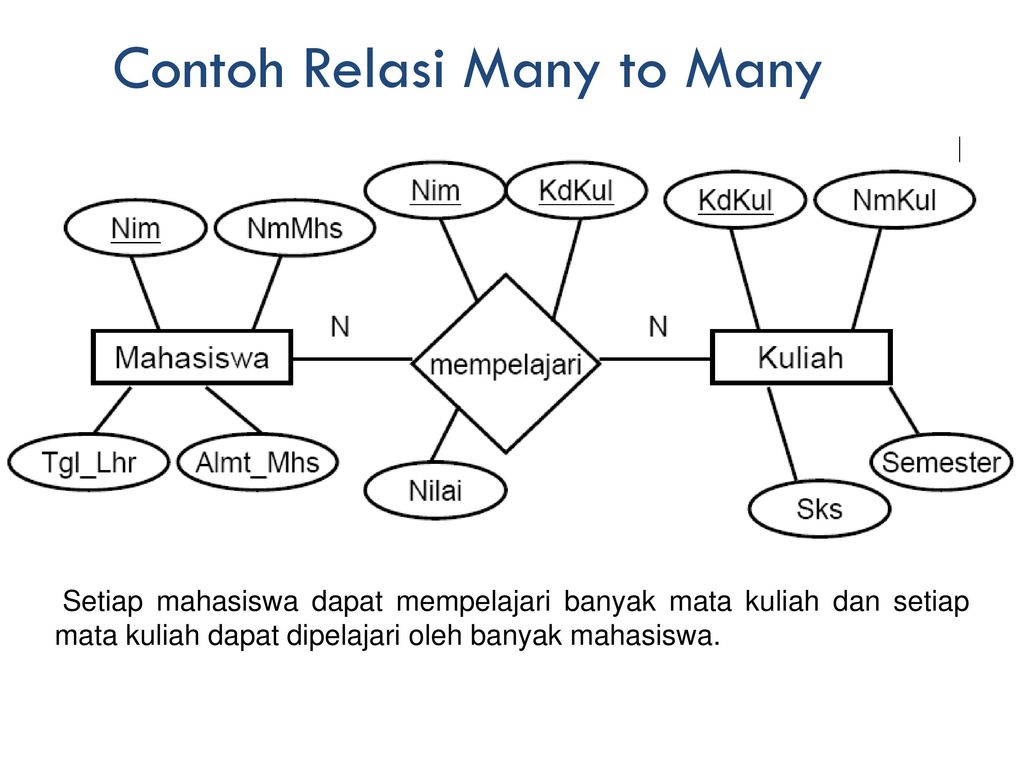 Contoh Relasi Many to Many
Nim KdKul KdKul NmKul
Nim NmMhs
N N
Mahasiswa mempelajari Kuliah
Tgl_Lhr Almt_Mhs Nilai Semester
Sks
Setiap mahasiswa dapat mempelajari banyak mata kuliah dan setiap
mata kuliah dapat dipelajari oleh banyak mahasiswa.